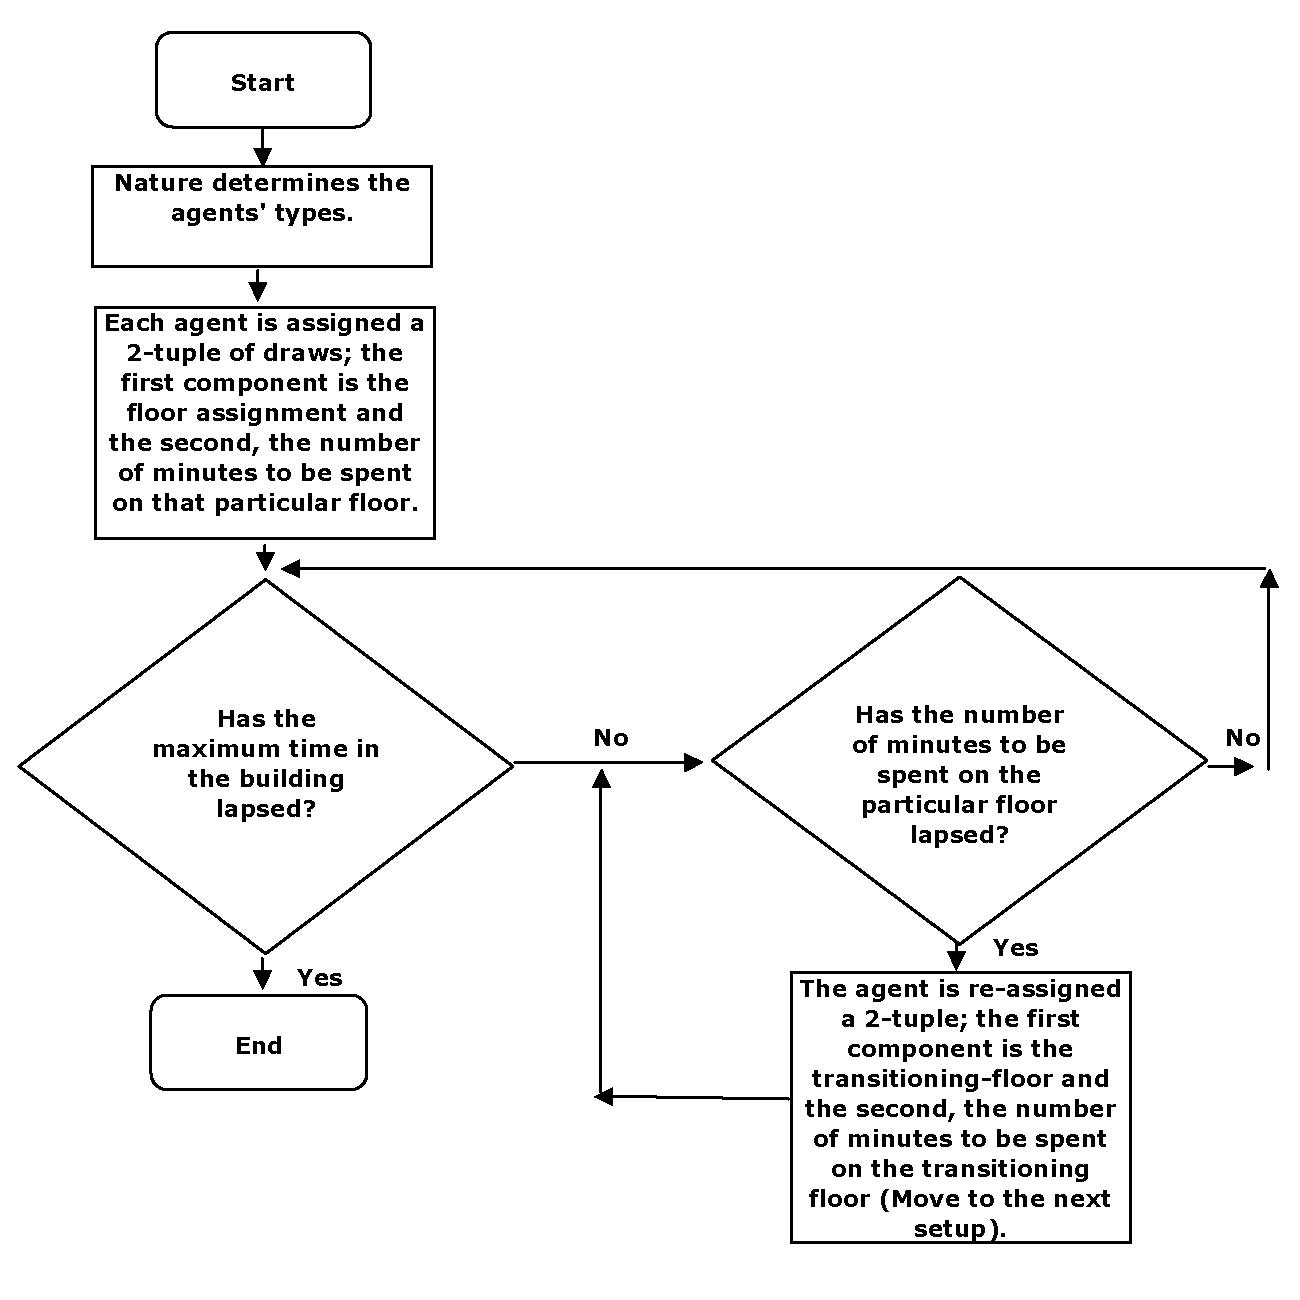 Start
Nature determines the
agents' types.
Each agent is assigned a
2-tuple of draws; the
first component is the
floor assignment and
the second, the number
of minutes to be spent
on that particular floor.
Has the
maximum time in
the building
lapsed?
No
Has the number
of minutes to be
spent on the
particular floor
lapsed?
No
Yes
End
Yes
The agent is re-assigned
a 2-tuple; the first
component is the
transitioning-floor and
the second, the number
of minutes to be spent
on the transitioning
floor (Move to the next
setup).